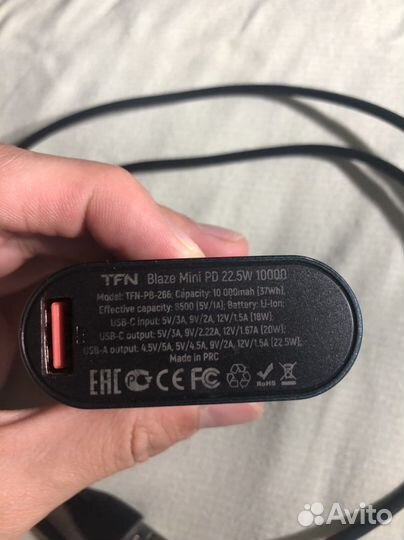 TFN Blaze Mini PD 22.5W 10000
Model: TFN-PB-266; Capacity: 10 000mah (37Wh),
Effective capacity: 5500 (5V/1A); Battery: Li-Ion;
USB-C input: 5V/3A, 9V/2A, 12V/1.5A (18W);
USB-C output: 5V/3A, 9V/2.22A, 12V/1.67A (20W);
USB-A output: 4.5V/5A, 5V/4.5A, 9V/2A, 12V/1.5A (22.5W);
Made in PRC
EAC PC CE FC RoHS
Avito